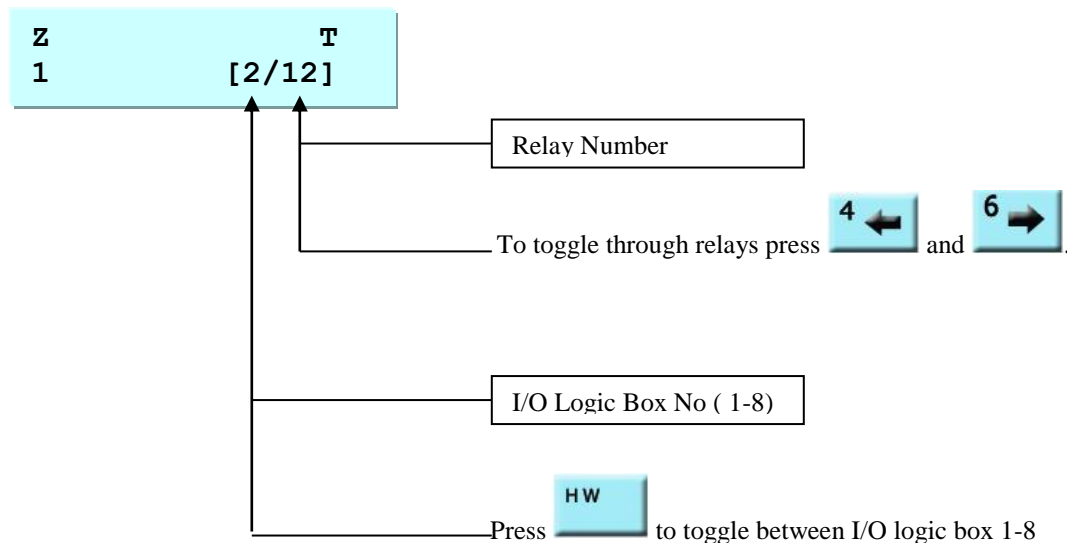 Z T
1 [2/12]
Relay Number
To toggle through relays press 4 and 6 .
I/O Logic Box No ( 1-8)
Press HW to toggle between I/O logic box 1-8